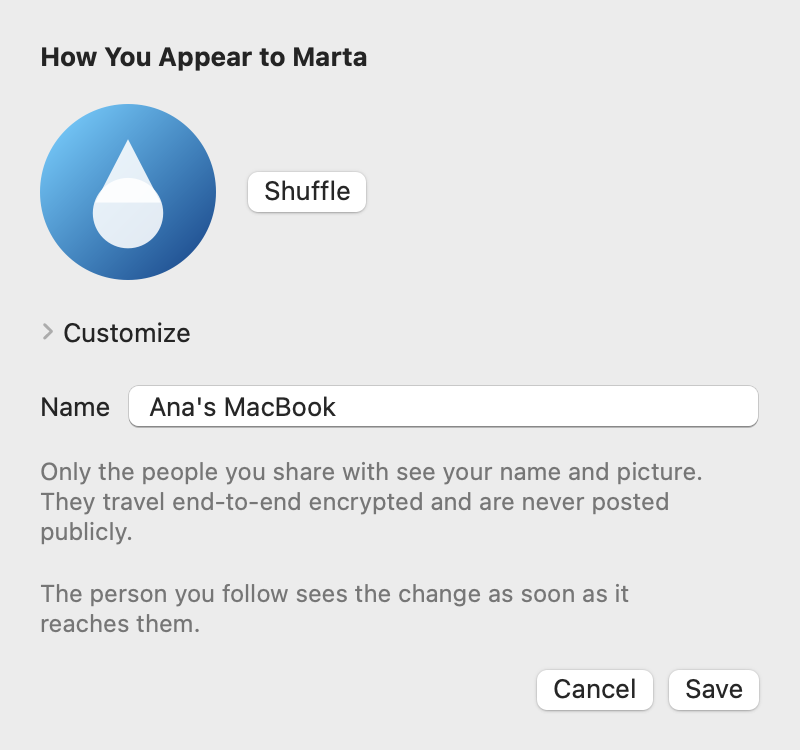 How You Appear to Marta
Shuffle
Customize
Name Ana's MacBook
Only the people you share with see your name and picture.
They travel end-to-end encrypted and are never posted
publicly.
The person you follow sees the change as soon as it
reaches them.
Cancel Save